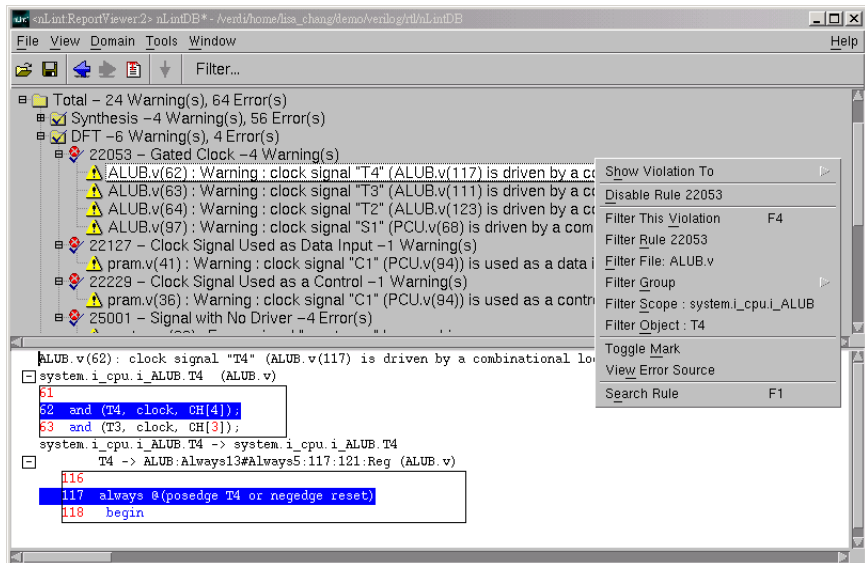 <nLint:ReportViewer:2> nLintDB* - /verdi/home/lisa_chang/demo/verilog/rtl/nLintDB
File View Domain Tools Window Help
Filter...
Total – 24 Warning(s), 64 Error(s)
Synthesis –4 Warning(s), 56 Error(s)
DFT –6 Warning(s), 4 Error(s)
22053 – Gated Clock –4 Warning(s)
ALUB.v(62) : Warning : clock signal "T4" (ALUB.v(117) is driven by a co
ALUB.v(63) : Warning : clock signal "T3" (ALUB.v(111) is driven by a co
ALUB.v(64) : Warning : clock signal "T2" (ALUB.v(123) is driven by a co
ALUB.v(97) : Warning : clock signal "S1" (PCU.v(68) is driven by a com
22127 – Clock Signal Used as Data Input –1 Warning(s)
pram.v(41) : Warning : clock signal "C1" (PCU.v(94)) is used as a data i
22229 – Clock Signal Used as a Control –1 Warning(s)
pram.v(36) : Warning : clock signal "C1" (PCU.v(94)) is used as a contr
25001 – Signal with No Driver –4 Error(s)
Show Violation To
Disable Rule 22053
Filter This Violation F4
Filter Rule 22053
Filter File: ALUB.v
Filter Group
Filter Scope : system.i_cpu.i_ALUB
Filter Object : T4
Toggle Mark
View Error Source
Search Rule F1
ALUB.v(62): clock signal "T4" (ALUB.v(117) is driven by a combinational lo
system.i_cpu.i_ALUB.T4 (ALUB.v)
61
62 and (T4, clock, CH[4]);
63 and (T3, clock, CH[3]);
system.i_cpu.i_ALUB.T4 -> system.i_cpu.i_ALUB.T4
T4 -> ALUB:Always13#Always5:117:121:Reg (ALUB.v)
116
117 always @(posedge T4 or negedge reset)
118 begin